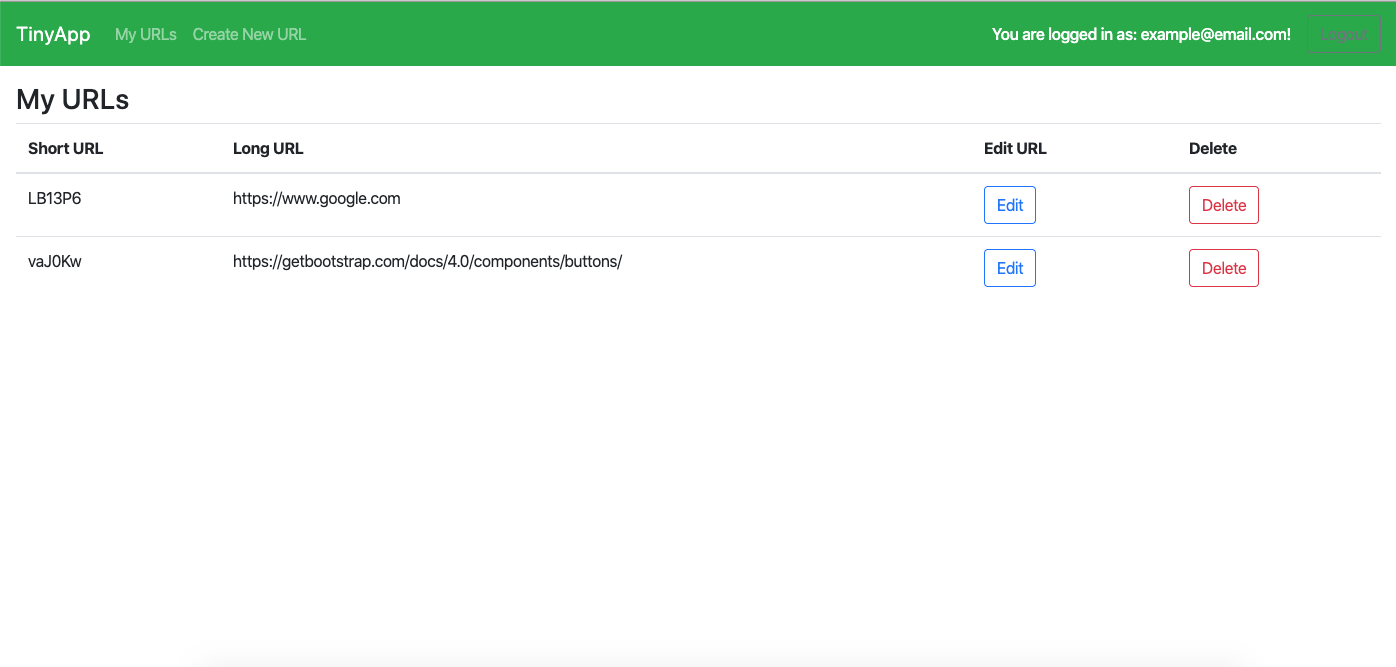 TinyApp My URLs Create New URL You are logged in as: example@email.com! Logout
My URLs
Short URL Long URL Edit URL Delete
LB13P6 https://www.google.com Edit Delete
vaJ0Kw https://getbootstrap.com/docs/4.0/components/buttons/ Edit Delete